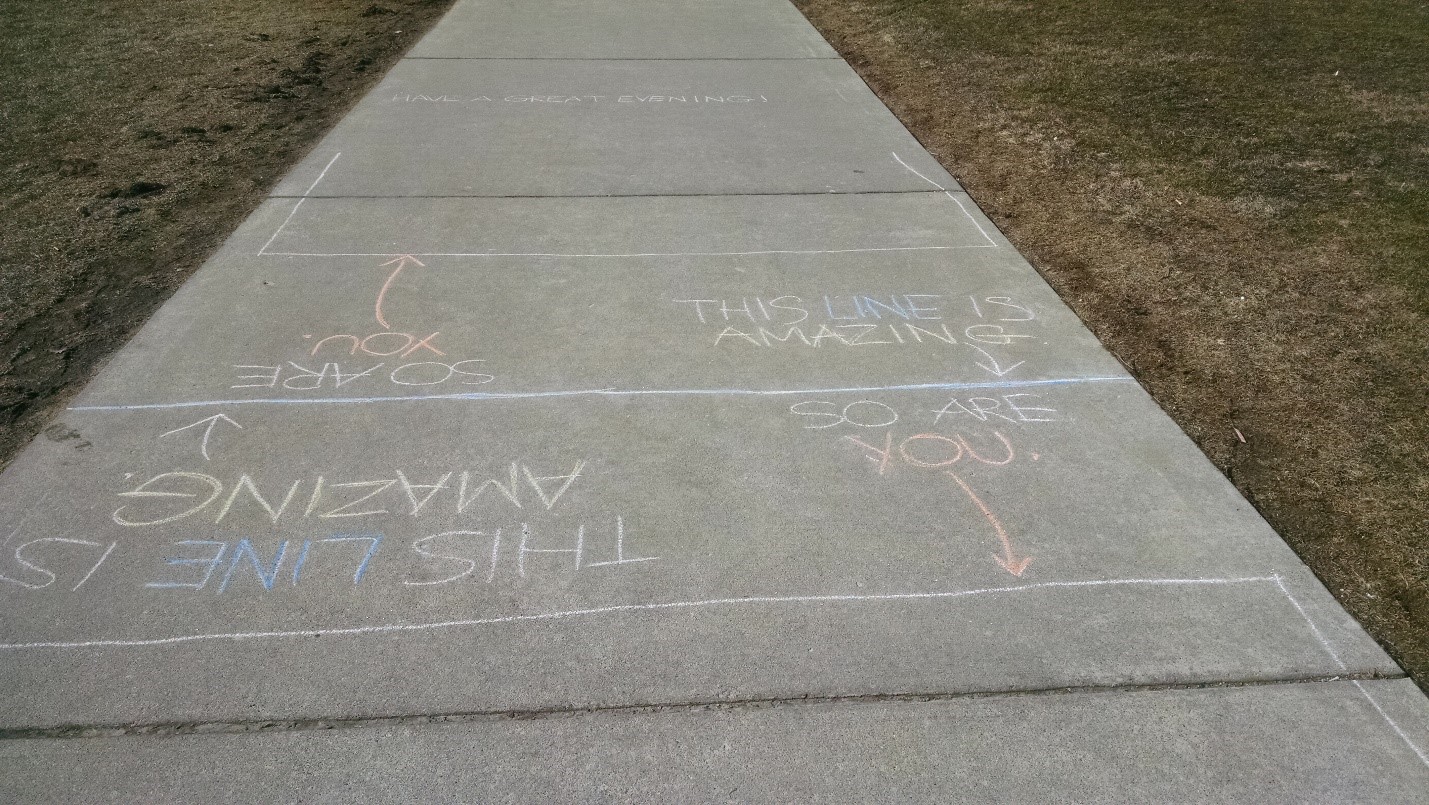 HAVE A GREAT EVENING!
THIS LINE IS
AMAZING.
SO ARE
YOU.
THIS LINE IS
AMAZING.
SO ARE
YOU.